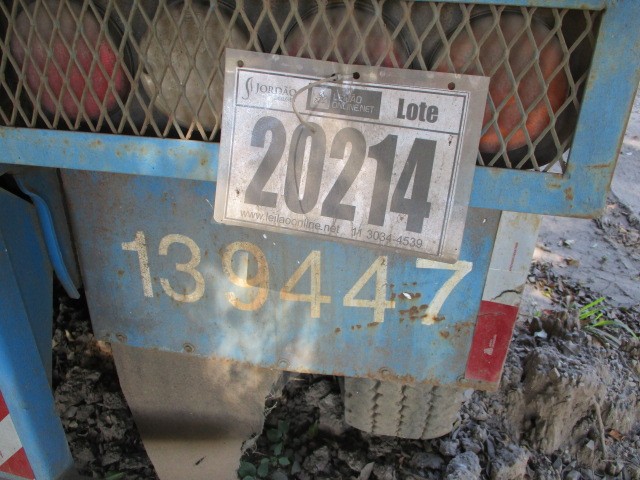 JORDÃO
LEILÃO
ONLINE.NET
Lote
20214
www.leilaoonline.net 11 3034-4539
139447